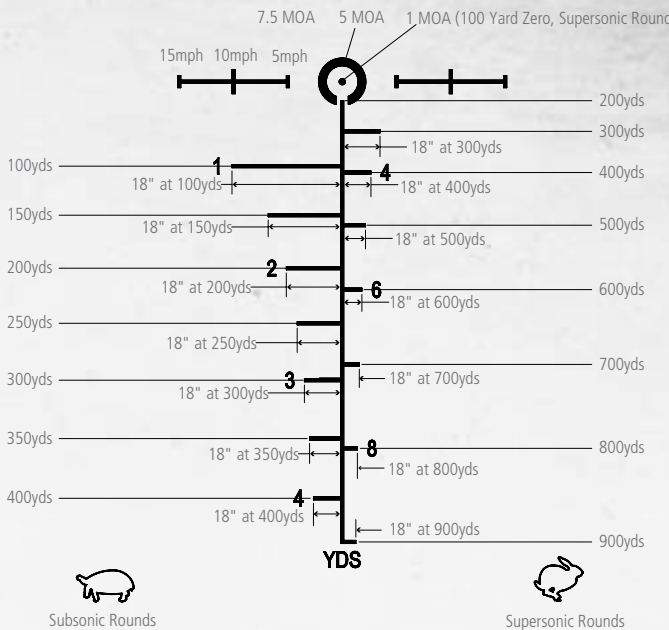 7.5 MOA 5 MOA 1 MOA (100 Yard Zero, Supersonic Round
15mph 10mph 5mph
200yds
300yds
18" at 300yds
100yds 1 4 400yds
18" at 100yds 18" at 400yds
150yds
18" at 150yds 500yds
18" at 500yds
200yds 2
18" at 200yds 6 600yds
18" at 600yds
250yds
18" at 250yds
700yds
300yds 3 18" at 700yds
18" at 300yds
350yds
18" at 350yds 8 800yds
18" at 800yds
400yds 4
18" at 400yds
18" at 900yds
900yds
YDS
Subsonic Rounds Supersonic Rounds